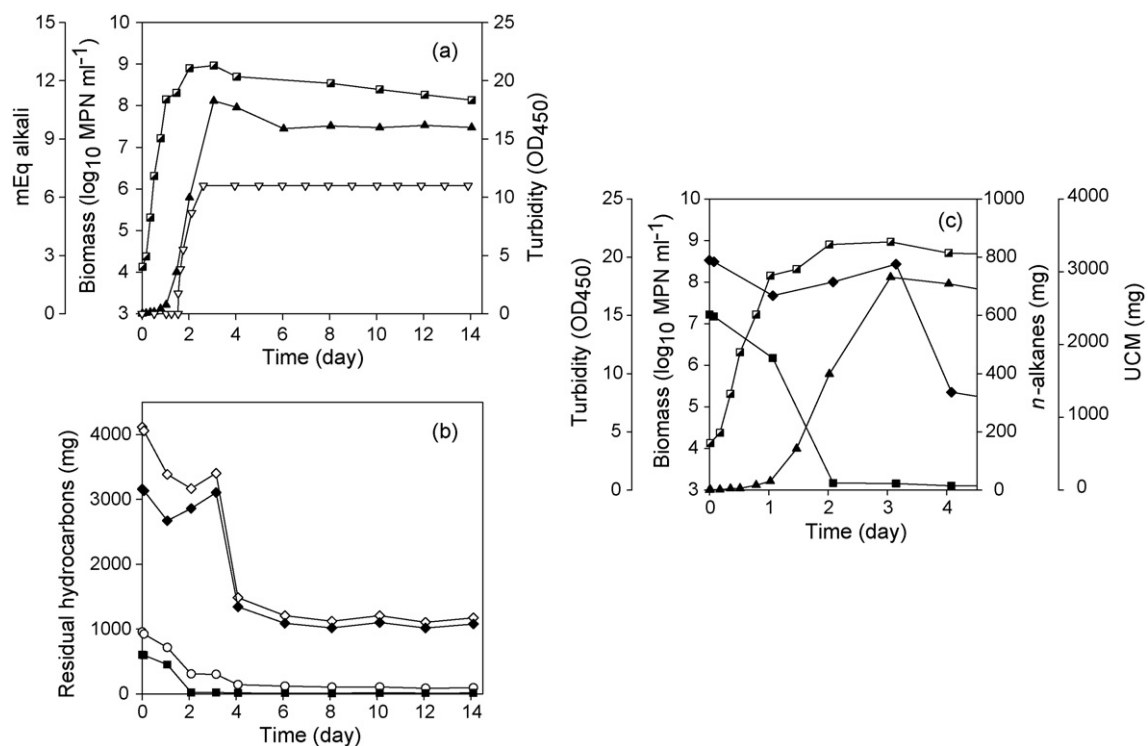 (a)
mEq alkali
12
9
6
3
0
Biomass (log10 MPN ml-1)
10
9
8
7
6
5
4
3
Turbidity (OD450)
25
20
15
10
5
0
0 2 4 6 8 10 12 14
Time (day)
(b)
Residual hydrocarbons (mg)
4000
3000
2000
1000
0
0 2 4 6 8 10 12 14
Time (day)
(c)
Turbidity (OD450)
25
20
15
10
5
0
Biomass (log10 MPN ml-1)
10
9
8
7
6
5
4
3
n-alkanes (mg)
1000
800
600
400
200
0
UCM (mg)
4000
3000
2000
1000
0
0 1 2 3 4
Time (day)